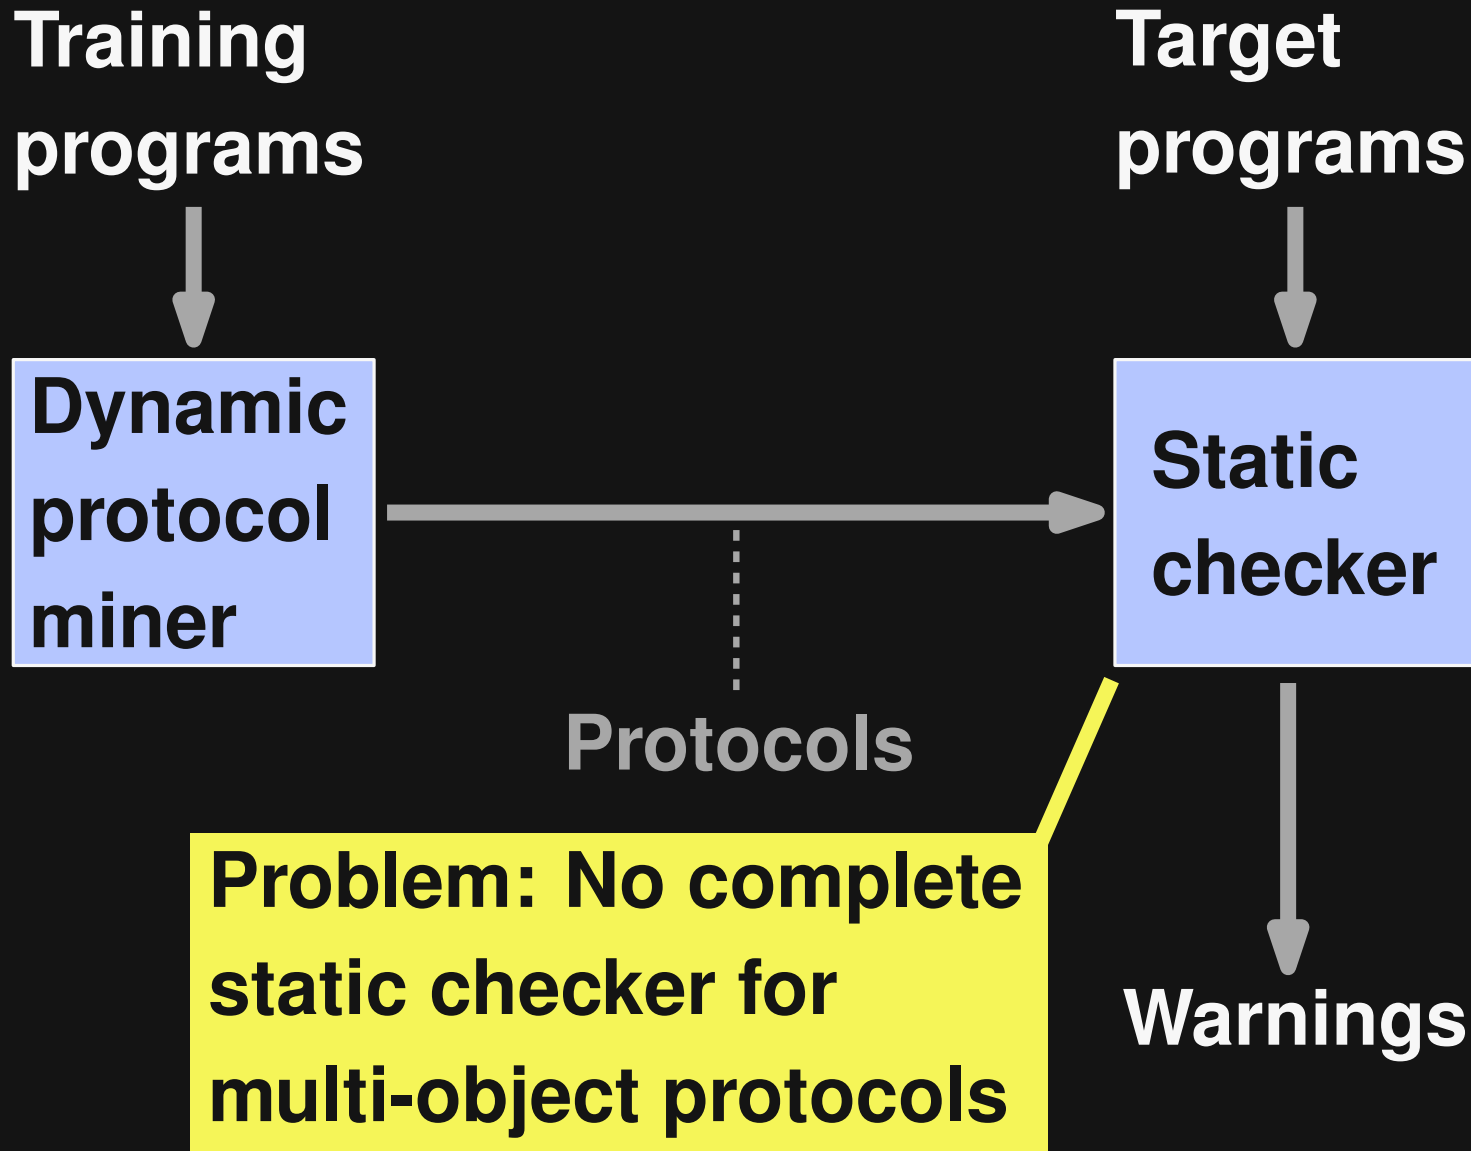 Training
programs
Target
programs
Dynamic
protocol
miner
Static
checker
Protocols
Problem: No complete
static checker for
multi-object protocols
Warnings